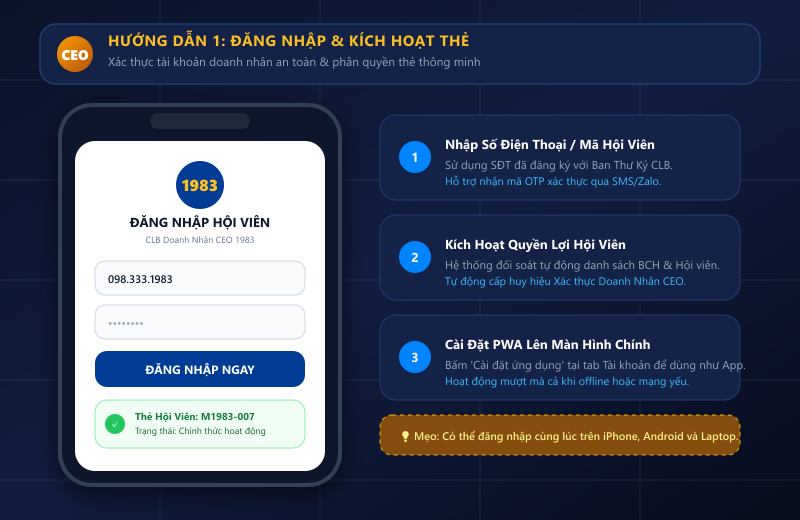 CEO
HƯỚNG DẪN 1: ĐĂNG NHẬP & KÍCH HOẠT THẺ
Xác thực tài khoản doanh nhân an toàn & phân quyền thẻ thông minh
1983
ĐĂNG NHẬP HỘI VIÊN
CLB Doanh Nhân CEO 1983
098.333.1983
••••••••
ĐĂNG NHẬP NGAY
✓
Thẻ Hội Viên: M1983-007
Trạng thái: Chính thức hoạt động
1
Nhập Số Điện Thoại / Mã Hội Viên
Sử dụng SĐT đã đăng ký với Ban Thư Ký CLB.
Hỗ trợ nhận mã OTP xác thực qua SMS/Zalo.
2
Kích Hoạt Quyền Lợi Hội Viên
Hệ thống đối soát tự động danh sách BCH & Hội viên.
Tự động cấp huy hiệu Xác thực Doanh Nhân CEO.
3
Cài Đặt PWA Lên Màn Hình Chính
Bấm 'Cài đặt ứng dụng' tại tab Tài khoản để dùng như App.
Hoạt động mượt mà cả khi offline hoặc mạng yếu.
Mẹo: Có thể đăng nhập cùng lúc trên iPhone, Android và Laptop.